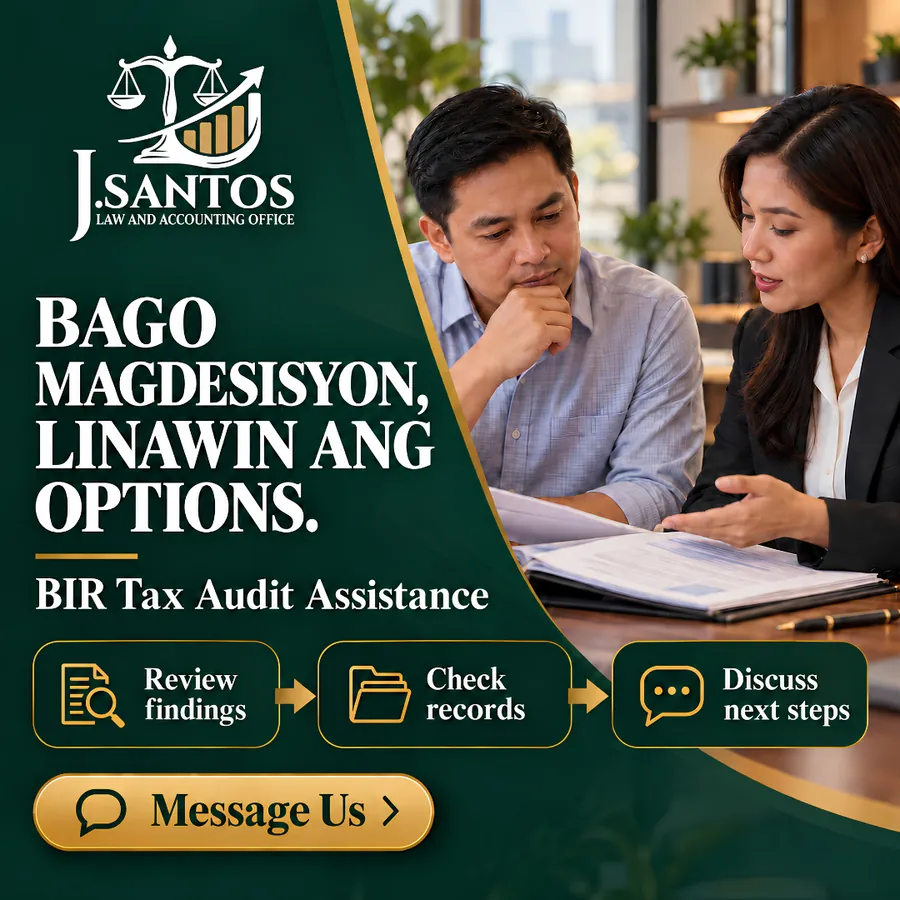 J.SANTOS
LAW AND ACCOUNTING OFFICE
BAGO
MAGDESISYON,
LINAWIN ANG
OPTIONS.
BIR Tax Audit Assistance
Review
findings
Check
records
Discuss
next steps
Message Us